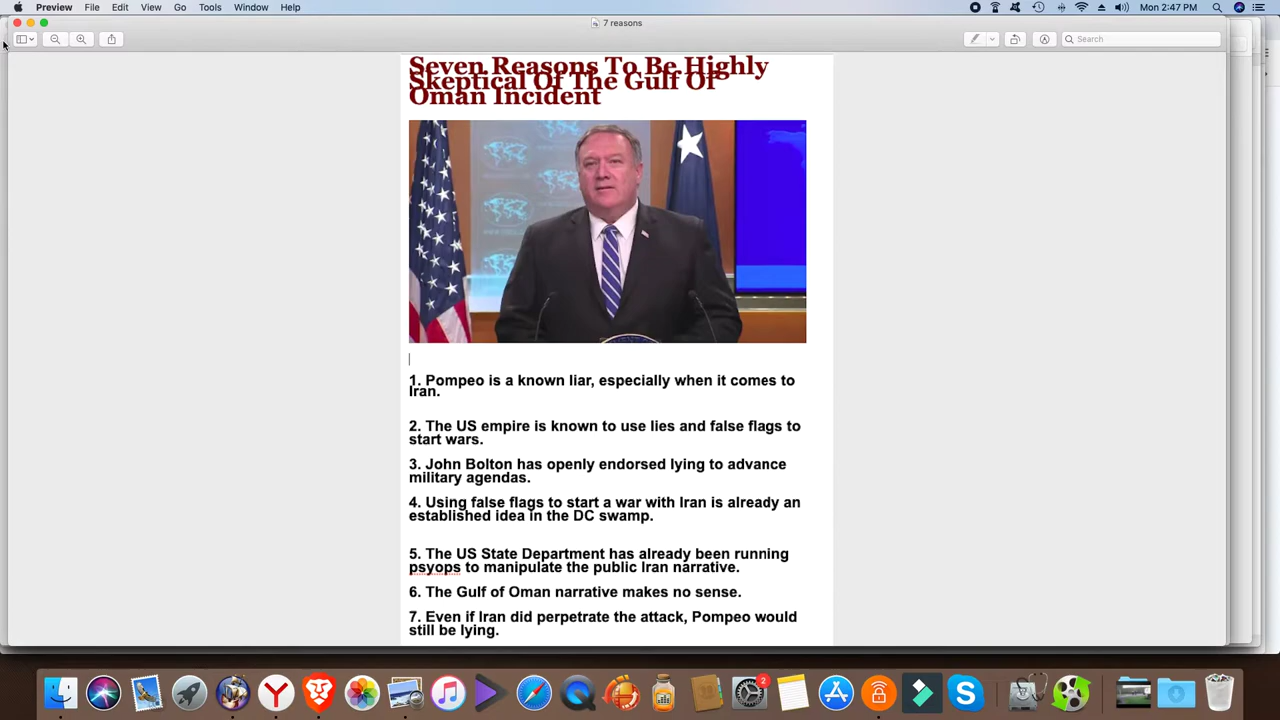 Preview File Edit View Go Tools Window Help Mon 2:47 PM
7 reasons
Search
Seven Reasons To Be Highly
Skeptical Of The Gulf Of
Oman Incident
1. Pompeo is a known liar, especially when it comes to
Iran.
2. The US empire is known to use lies and false flags to
start wars.
3. John Bolton has openly endorsed lying to advance
military agendas.
4. Using false flags to start a war with Iran is already an
established idea in the DC swamp.
5. The US State Department has already been running
psyops to manipulate the public Iran narrative.
6. The Gulf of Oman narrative makes no sense.
7. Even if Iran did perpetrate the attack, Pompeo would
still be lying.
2